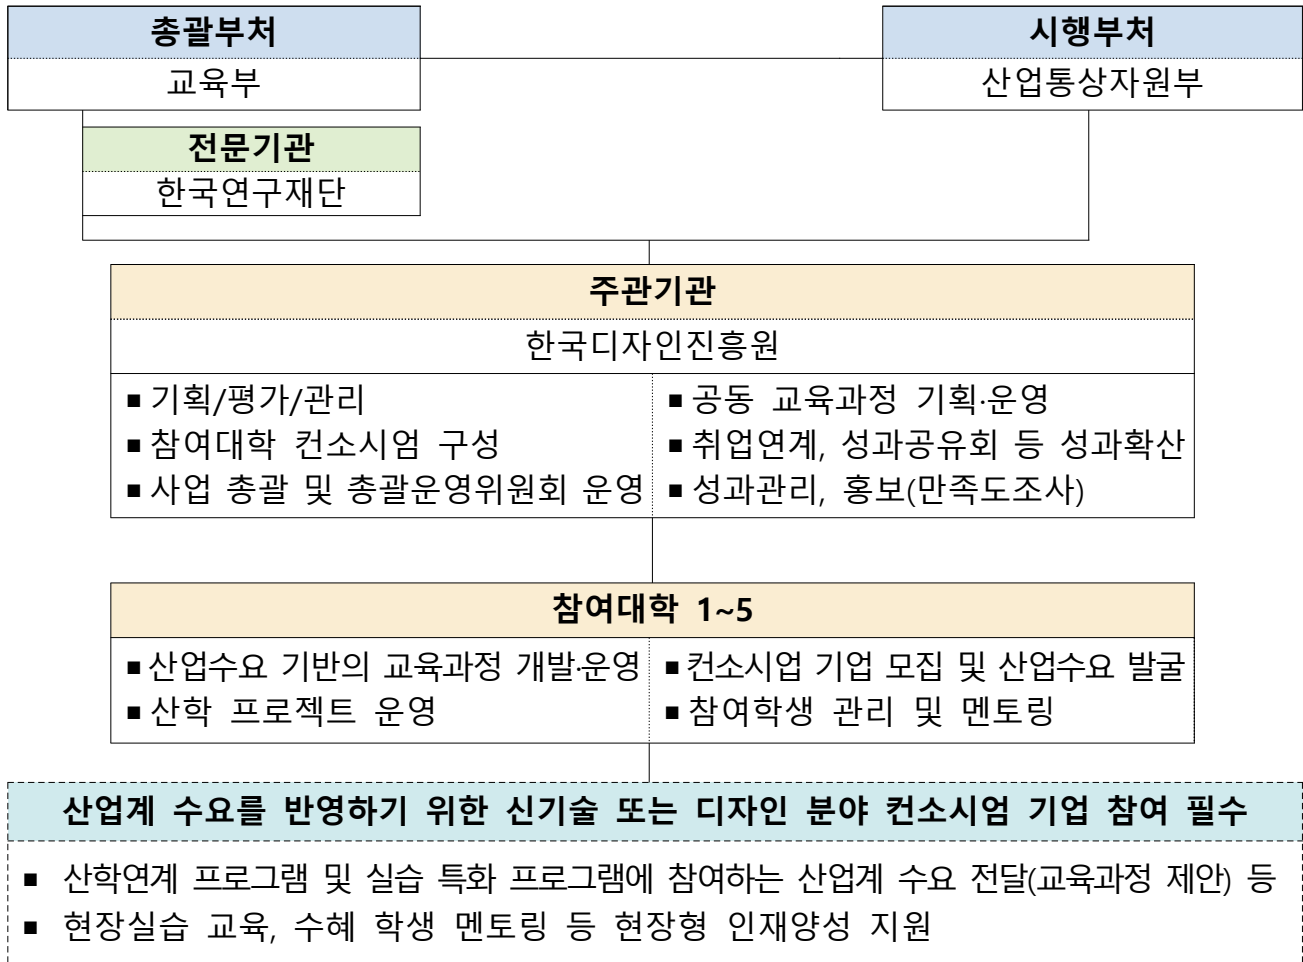 총괄부처
교육부
시행부처
산업통상자원부
전문기관
한국연구재단
주관기관
한국디자인진흥원
▪ 기획/평가/관리
▪ 참여대학 컨소시엄 구성
▪ 사업 총괄 및 총괄운영위원회 운영
▪ 공동 교육과정 기획·운영
▪ 취업연계, 성과공유회 등 성과확산
▪ 성과관리, 홍보(만족도조사)
참여대학 1~5
▪ 산업수요 기반의 교육과정 개발·운영
▪ 산학 프로젝트 운영
▪ 컨소시업 기업 모집 및 산업수요 발굴
▪ 참여학생 관리 및 멘토링
산업계 수요를 반영하기 위한 신기술 또는 디자인 분야 컨소시엄 기업 참여 필수
▪ 산학연계 프로그램 및 실습 특화 프로그램에 참여하는 산업계 수요 전달(교육과정 제안) 등
▪ 현장실습 교육, 수혜 학생 멘토링 등 현장형 인재양성 지원